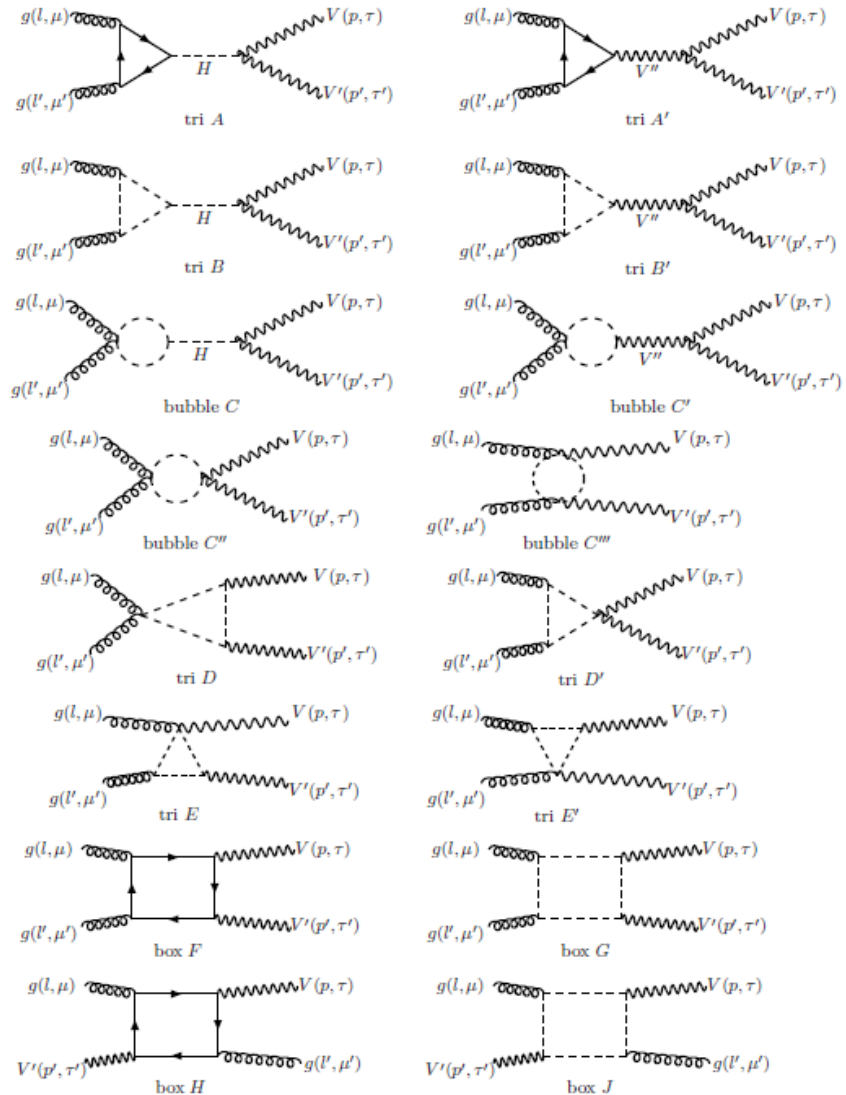 g(l, μ) V(p, τ) g(l, μ) V(p, τ)
H V''
g(l', μ') V'(p', τ') g(l', μ') V'(p', τ')
tri A tri A'
g(l, μ) V(p, τ) g(l, μ) V(p, τ)
H V''
g(l', μ') V'(p', τ') g(l', μ') V'(p', τ')
tri B tri B'
g(l, μ) V(p, τ) g(l, μ) V(p, τ)
H V''
g(l', μ') V'(p', τ') g(l', μ') V'(p', τ')
bubble C bubble C'
g(l, μ) V(p, τ) g(l, μ) V(p, τ)
g(l', μ') V'(p', τ') g(l', μ') V'(p', τ')
bubble C'' bubble C'''
g(l, μ) V(p, τ) g(l, μ) V(p, τ)
g(l', μ') V'(p', τ') g(l', μ') V'(p', τ')
tri D tri D'
g(l, μ) V(p, τ) g(l, μ) V(p, τ)
g(l', μ') V'(p', τ') g(l', μ') V'(p', τ')
tri E tri E'
g(l, μ) V(p, τ) g(l, μ) V(p, τ)
g(l', μ') V'(p', τ') g(l', μ') V'(p', τ')
box F box G
g(l, μ) V(p, τ) g(l, μ) V(p, τ)
V'(p', τ') g(l', μ') V'(p', τ') g(l', μ')
box H box J